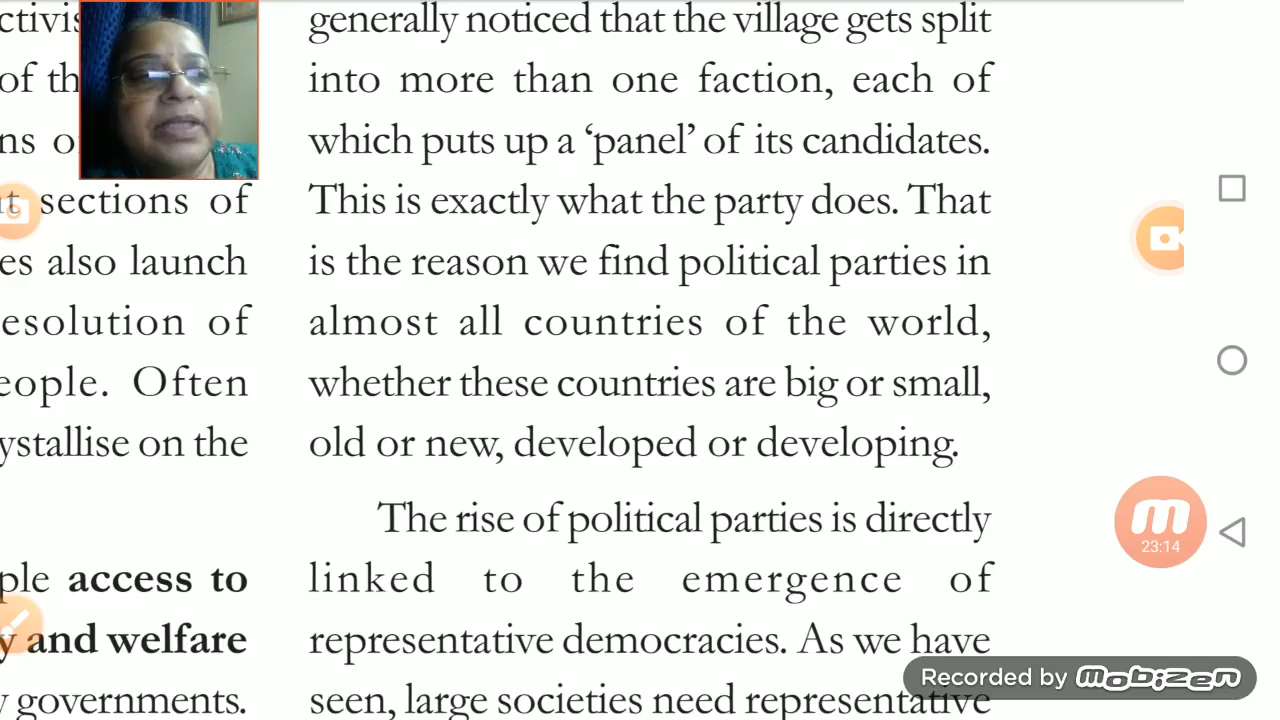 ctivis
of th
ns o
sections of
es also launch
esolution of
eople. Often
ystallise on the
ple access to
y and welfare
y governments.
generally noticed that the village gets split
into more than one faction, each of
which puts up a ‘panel’ of its candidates.
This is exactly what the party does. That
is the reason we find political parties in
almost all countries of the world,
whether these countries are big or small,
old or new, developed or developing.
The rise of political parties is directly
linked to the emergence of
representative democracies. As we have
seen, large societies need representative
23:14
Recorded by mobizen